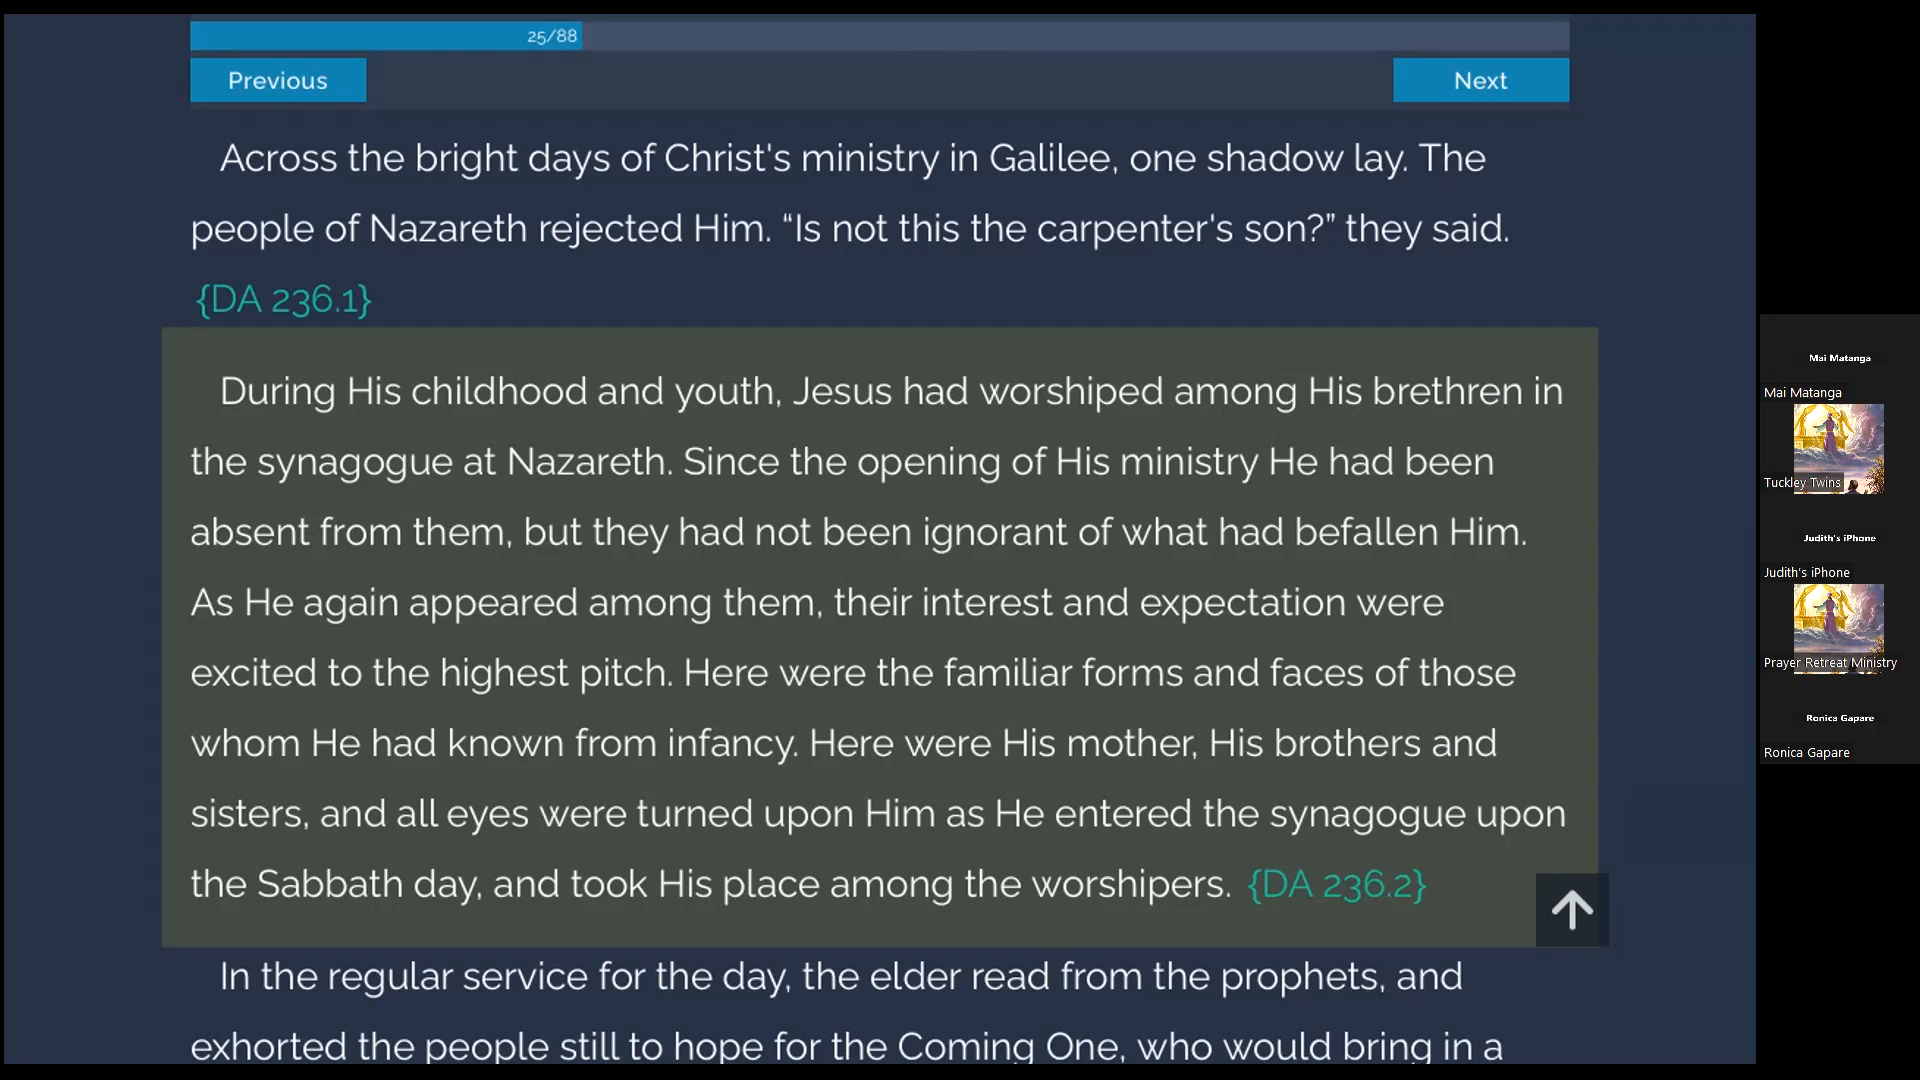 25/88
Previous
Next
Across the bright days of Christ's ministry in Galilee, one shadow lay. The
people of Nazareth rejected Him. “Is not this the carpenter's son?” they said.
{DA 236.1}
During His childhood and youth, Jesus had worshiped among His brethren in
the synagogue at Nazareth. Since the opening of His ministry He had been
absent from them, but they had not been ignorant of what had befallen Him.
As He again appeared among them, their interest and expectation were
excited to the highest pitch. Here were the familiar forms and faces of those
whom He had known from infancy. Here were His mother, His brothers and
sisters, and all eyes were turned upon Him as He entered the synagogue upon
the Sabbath day, and took His place among the worshipers. {DA 236.2}
In the regular service for the day, the elder read from the prophets, and
exhorted the people still to hope for the Coming One, who would bring in a
Mai Matanga
Mai Matanga
Tuckley Twins
Judith's iPhone
Judith's iPhone
Prayer Retreat Ministry
Ronica Gapare
Ronica Gapare